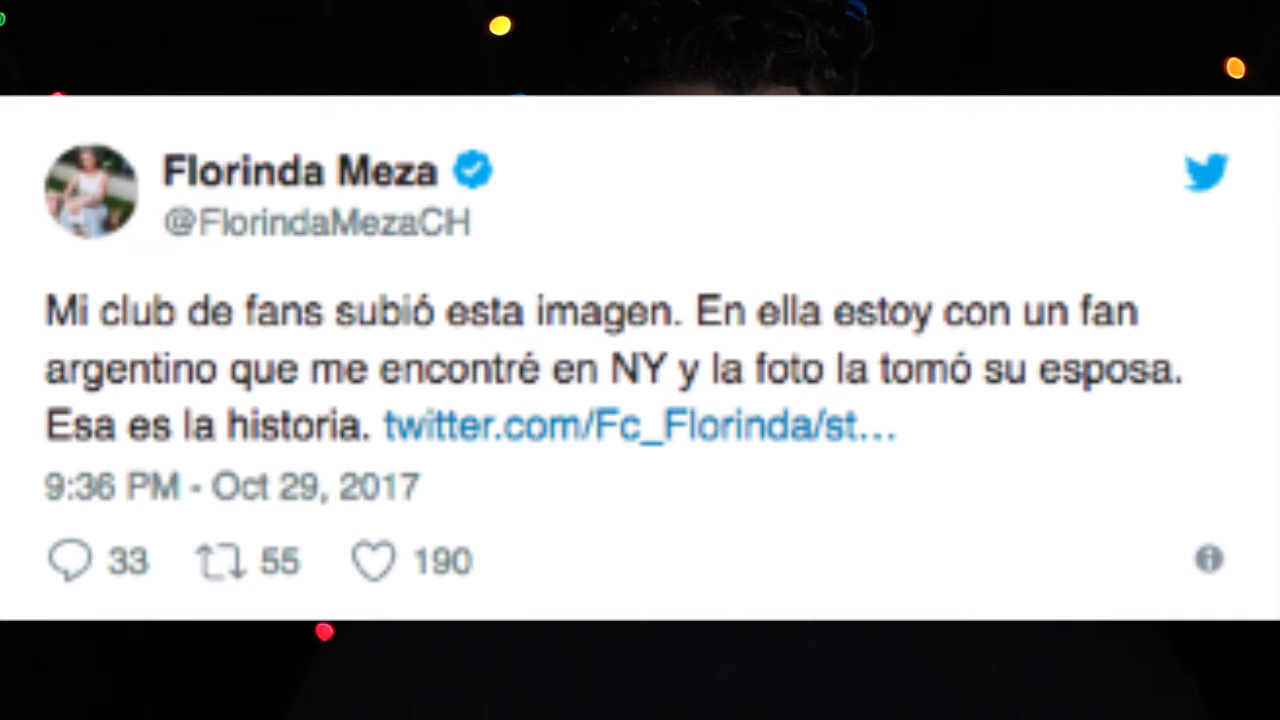 Florinda Meza
@FlorindaMezaCH
Mi club de fans subió esta imagen. En ella estoy con un fan
argentino que me encontré en NY y la foto la tomó su esposa.
Esa es la historia. twitter.com/Fc_Florinda/st...
9:36 PM - Oct 29, 2017
33 55 190